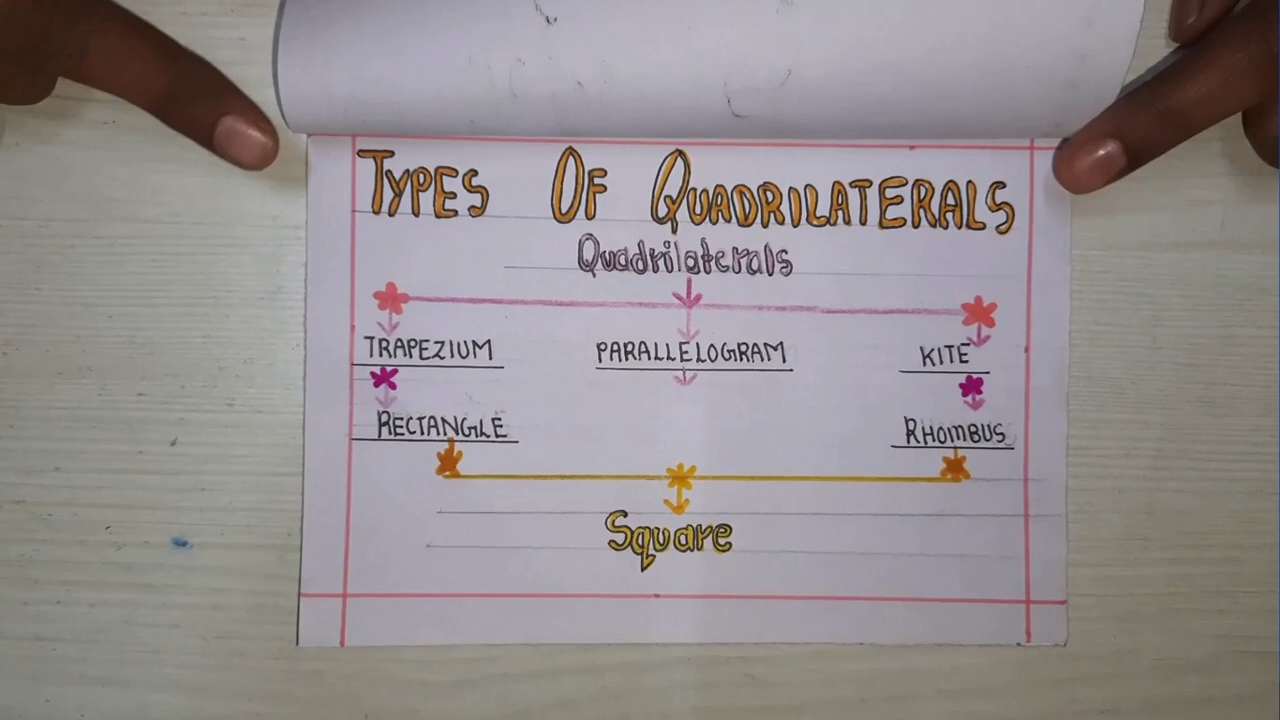 TYPES OF QUADRILATERALS
Quadrilaterals
TRAPEZIUM PARALLELOGRAM KITE
RECTANGLE RHOMBUS
Square